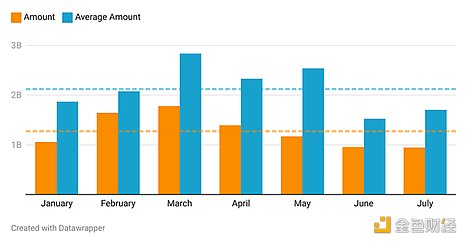 Amount Average Amount
3B
2B
1B
January February March April May June July
Created with Datawrapper
金色财经